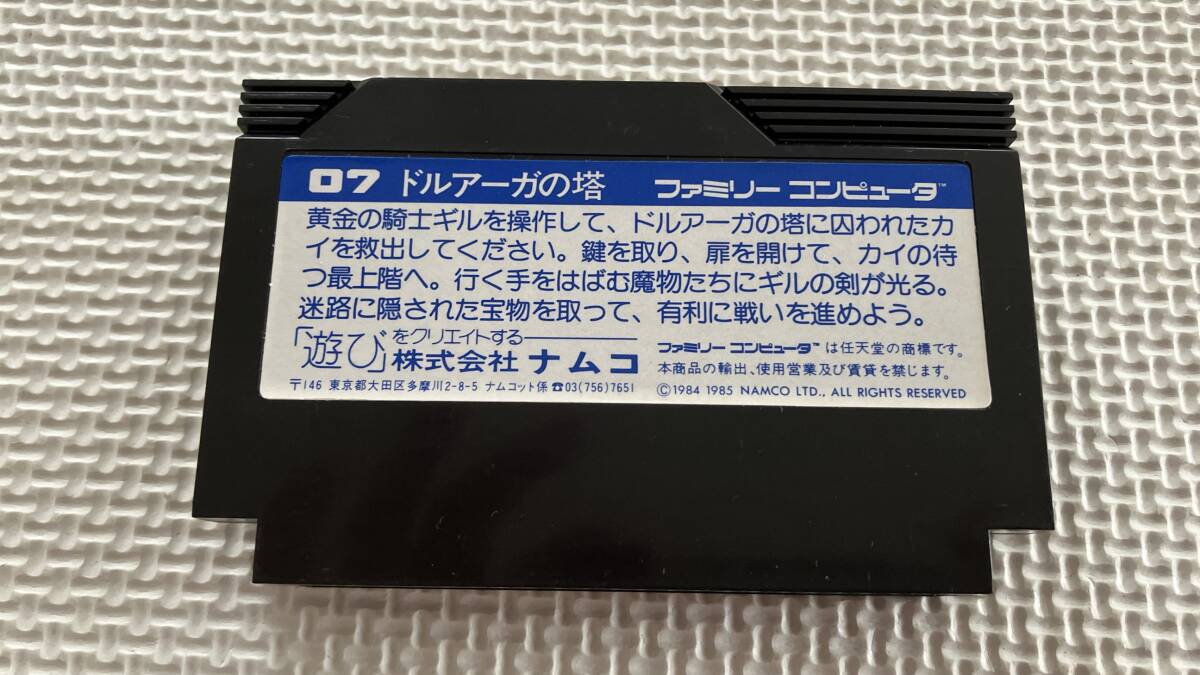 07 ドルアーガの塔 ファミリー コンピュータ™
黄金の騎士ギルを操作して、ドルアーガの塔に囚われたカ
イを救出してください。鍵を取り、扉を開けて、カイの待
つ最上階へ。行く手をはばむ魔物たちにギルの剣が光る。
迷路に隠された宝物を取って、有利に戦いを進めよう。
「遊び」をクリエイトする
株式会社 ナムコ
〒146 東京都大田区多摩川2-8-5 ナムコット係 ☎03(756)7651
ファミリー コンピュータ™ は任天堂の商標です。
本商品の輸出、使用営業及び賃貸を禁じます。
©1984 1985 NAMCO LTD., ALL RIGHTS RESERVED